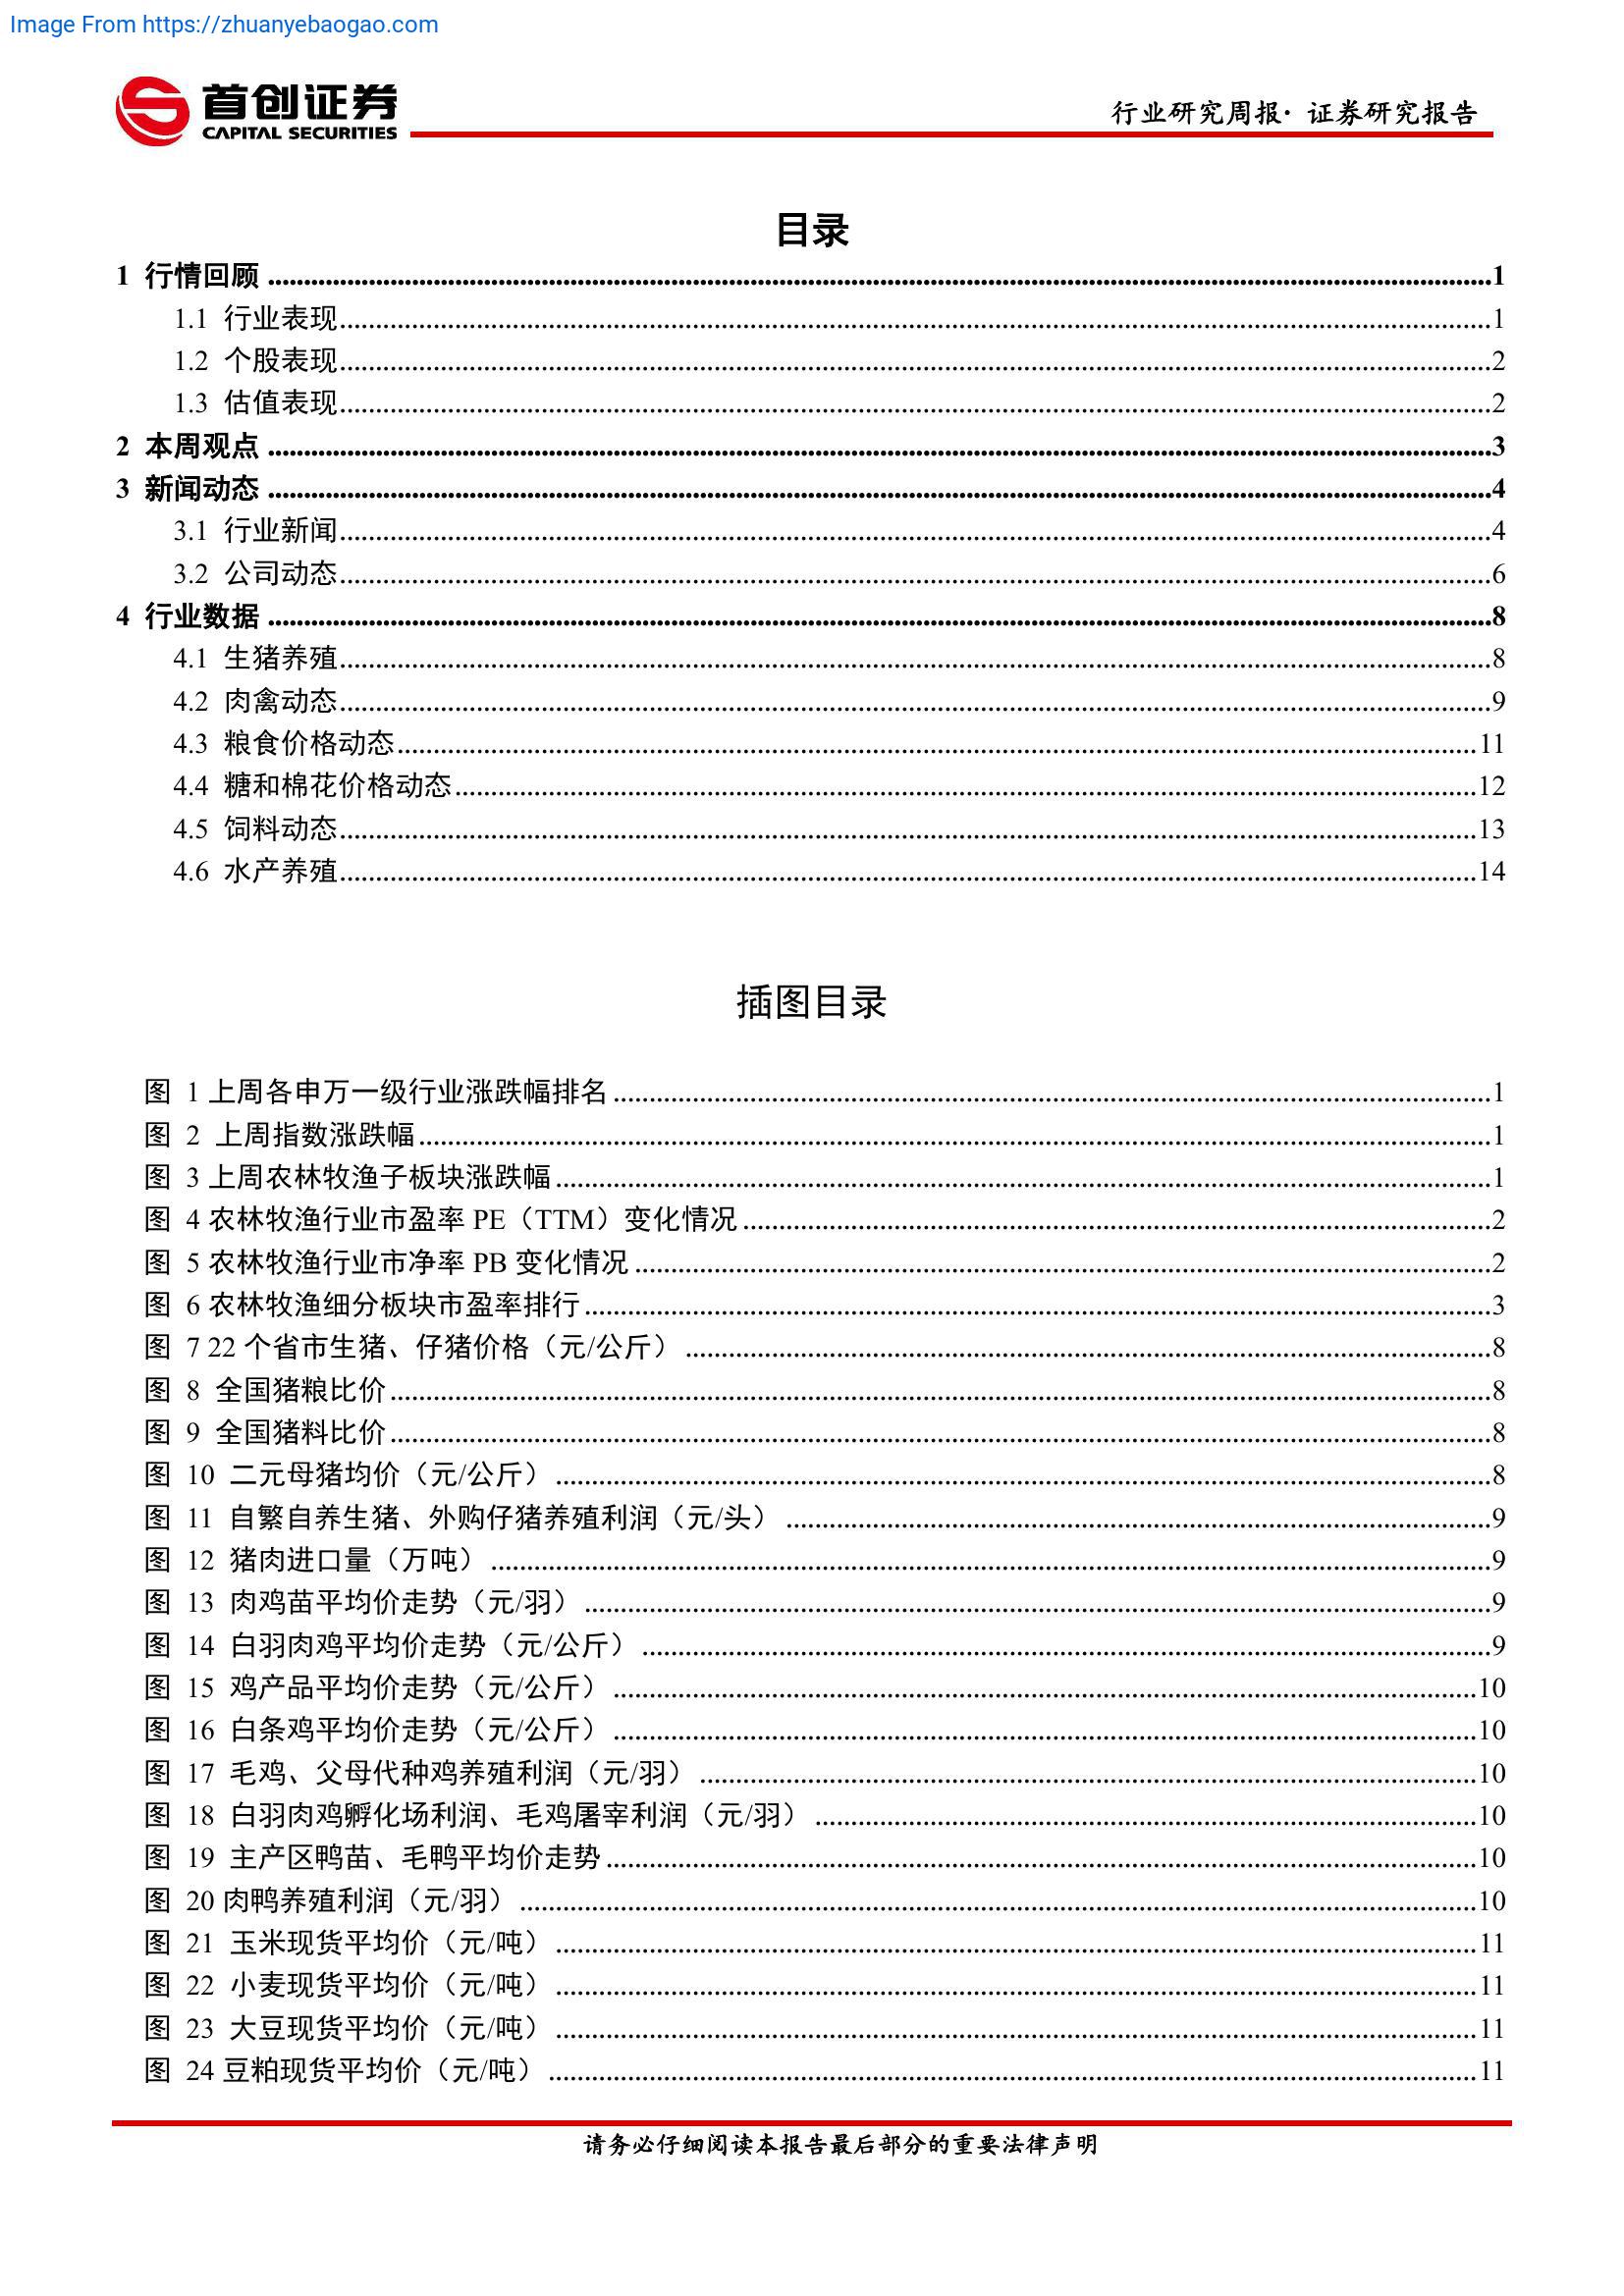 Image From https://zhuanyebaogao.com
首创证券
CAPITAL SECURITIES
行业研究周报· 证券研究报告
目录
1 行情回顾 ........ 1
1.1 行业表现 ........ 1
1.2 个股表现 ........ 2
1.3 估值表现 ........ 2
2 本周观点 ........ 3
3 新闻动态 ........ 4
3.1 行业新闻 ........ 4
3.2 公司动态 ........ 6
4 行业数据 ........ 8
4.1 生猪养殖 ........ 8
4.2 肉禽动态 ........ 9
4.3 粮食价格动态 ........ 11
4.4 糖和棉花价格动态 ........ 12
4.5 饲料动态 ........ 13
4.6 水产养殖 ........ 14
插图目录
图 1 上周各申万一级行业涨跌幅排名 ........ 1
图 2 上周指数涨跌幅 ........ 1
图 3 上周农林牧渔子板块涨跌幅 ........ 1
图 4 农林牧渔行业市盈率 PE（TTM）变化情况 ........ 2
图 5 农林牧渔行业市净率 PB 变化情况 ........ 2
图 6 农林牧渔细分板块市盈率排行 ........ 3
图 7 22 个省市生猪、仔猪价格（元/公斤） ........ 8
图 8 全国猪粮比价 ........ 8
图 9 全国猪料比价 ........ 8
图 10 二元母猪均价（元/公斤） ........ 8
图 11 自繁自养生猪、外购仔猪养殖利润（元/头） ........ 9
图 12 猪肉进口量（万吨） ........ 9
图 13 肉鸡苗平均价走势（元/羽） ........ 9
图 14 白羽肉鸡平均价走势（元/公斤） ........ 9
图 15 鸡产品平均价走势（元/公斤） ........ 10
图 16 白条鸡平均价走势（元/公斤） ........ 10
图 17 毛鸡、父母代种鸡养殖利润（元/羽） ........ 10
图 18 白羽肉鸡孵化场利润、毛鸡屠宰利润（元/羽） ........ 10
图 19 主产区鸭苗、毛鸭平均价走势 ........ 10
图 20 肉鸭养殖利润（元/羽） ........ 10
图 21 玉米现货平均价（元/吨） ........ 11
图 22 小麦现货平均价（元/吨） ........ 11
图 23 大豆现货平均价（元/吨） ........ 11
图 24 豆粕现货平均价（元/吨） ........ 11
请务必仔细阅读本报告最后部分的重要法律声明